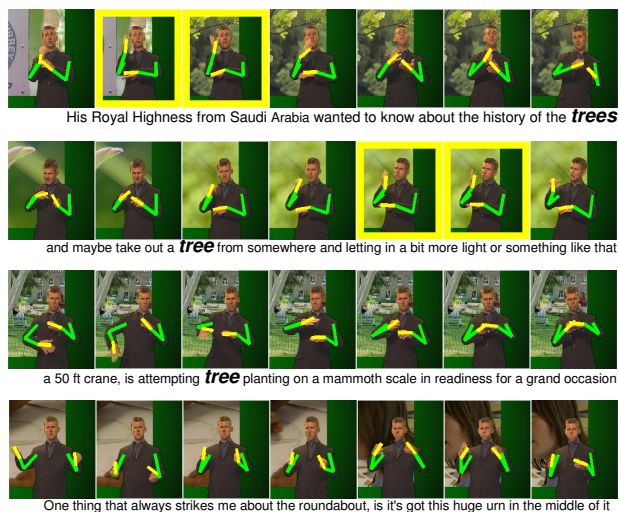 His Royal Highness from Saudi Arabia wanted to know about the history of the trees
and maybe take out a tree from somewhere and letting in a bit more light or something like that
a 50 ft crane, is attempting tree planting on a mammoth scale in readiness for a grand occasion
One thing that always strikes me about the roundabout, is it's got this huge urn in the middle of it